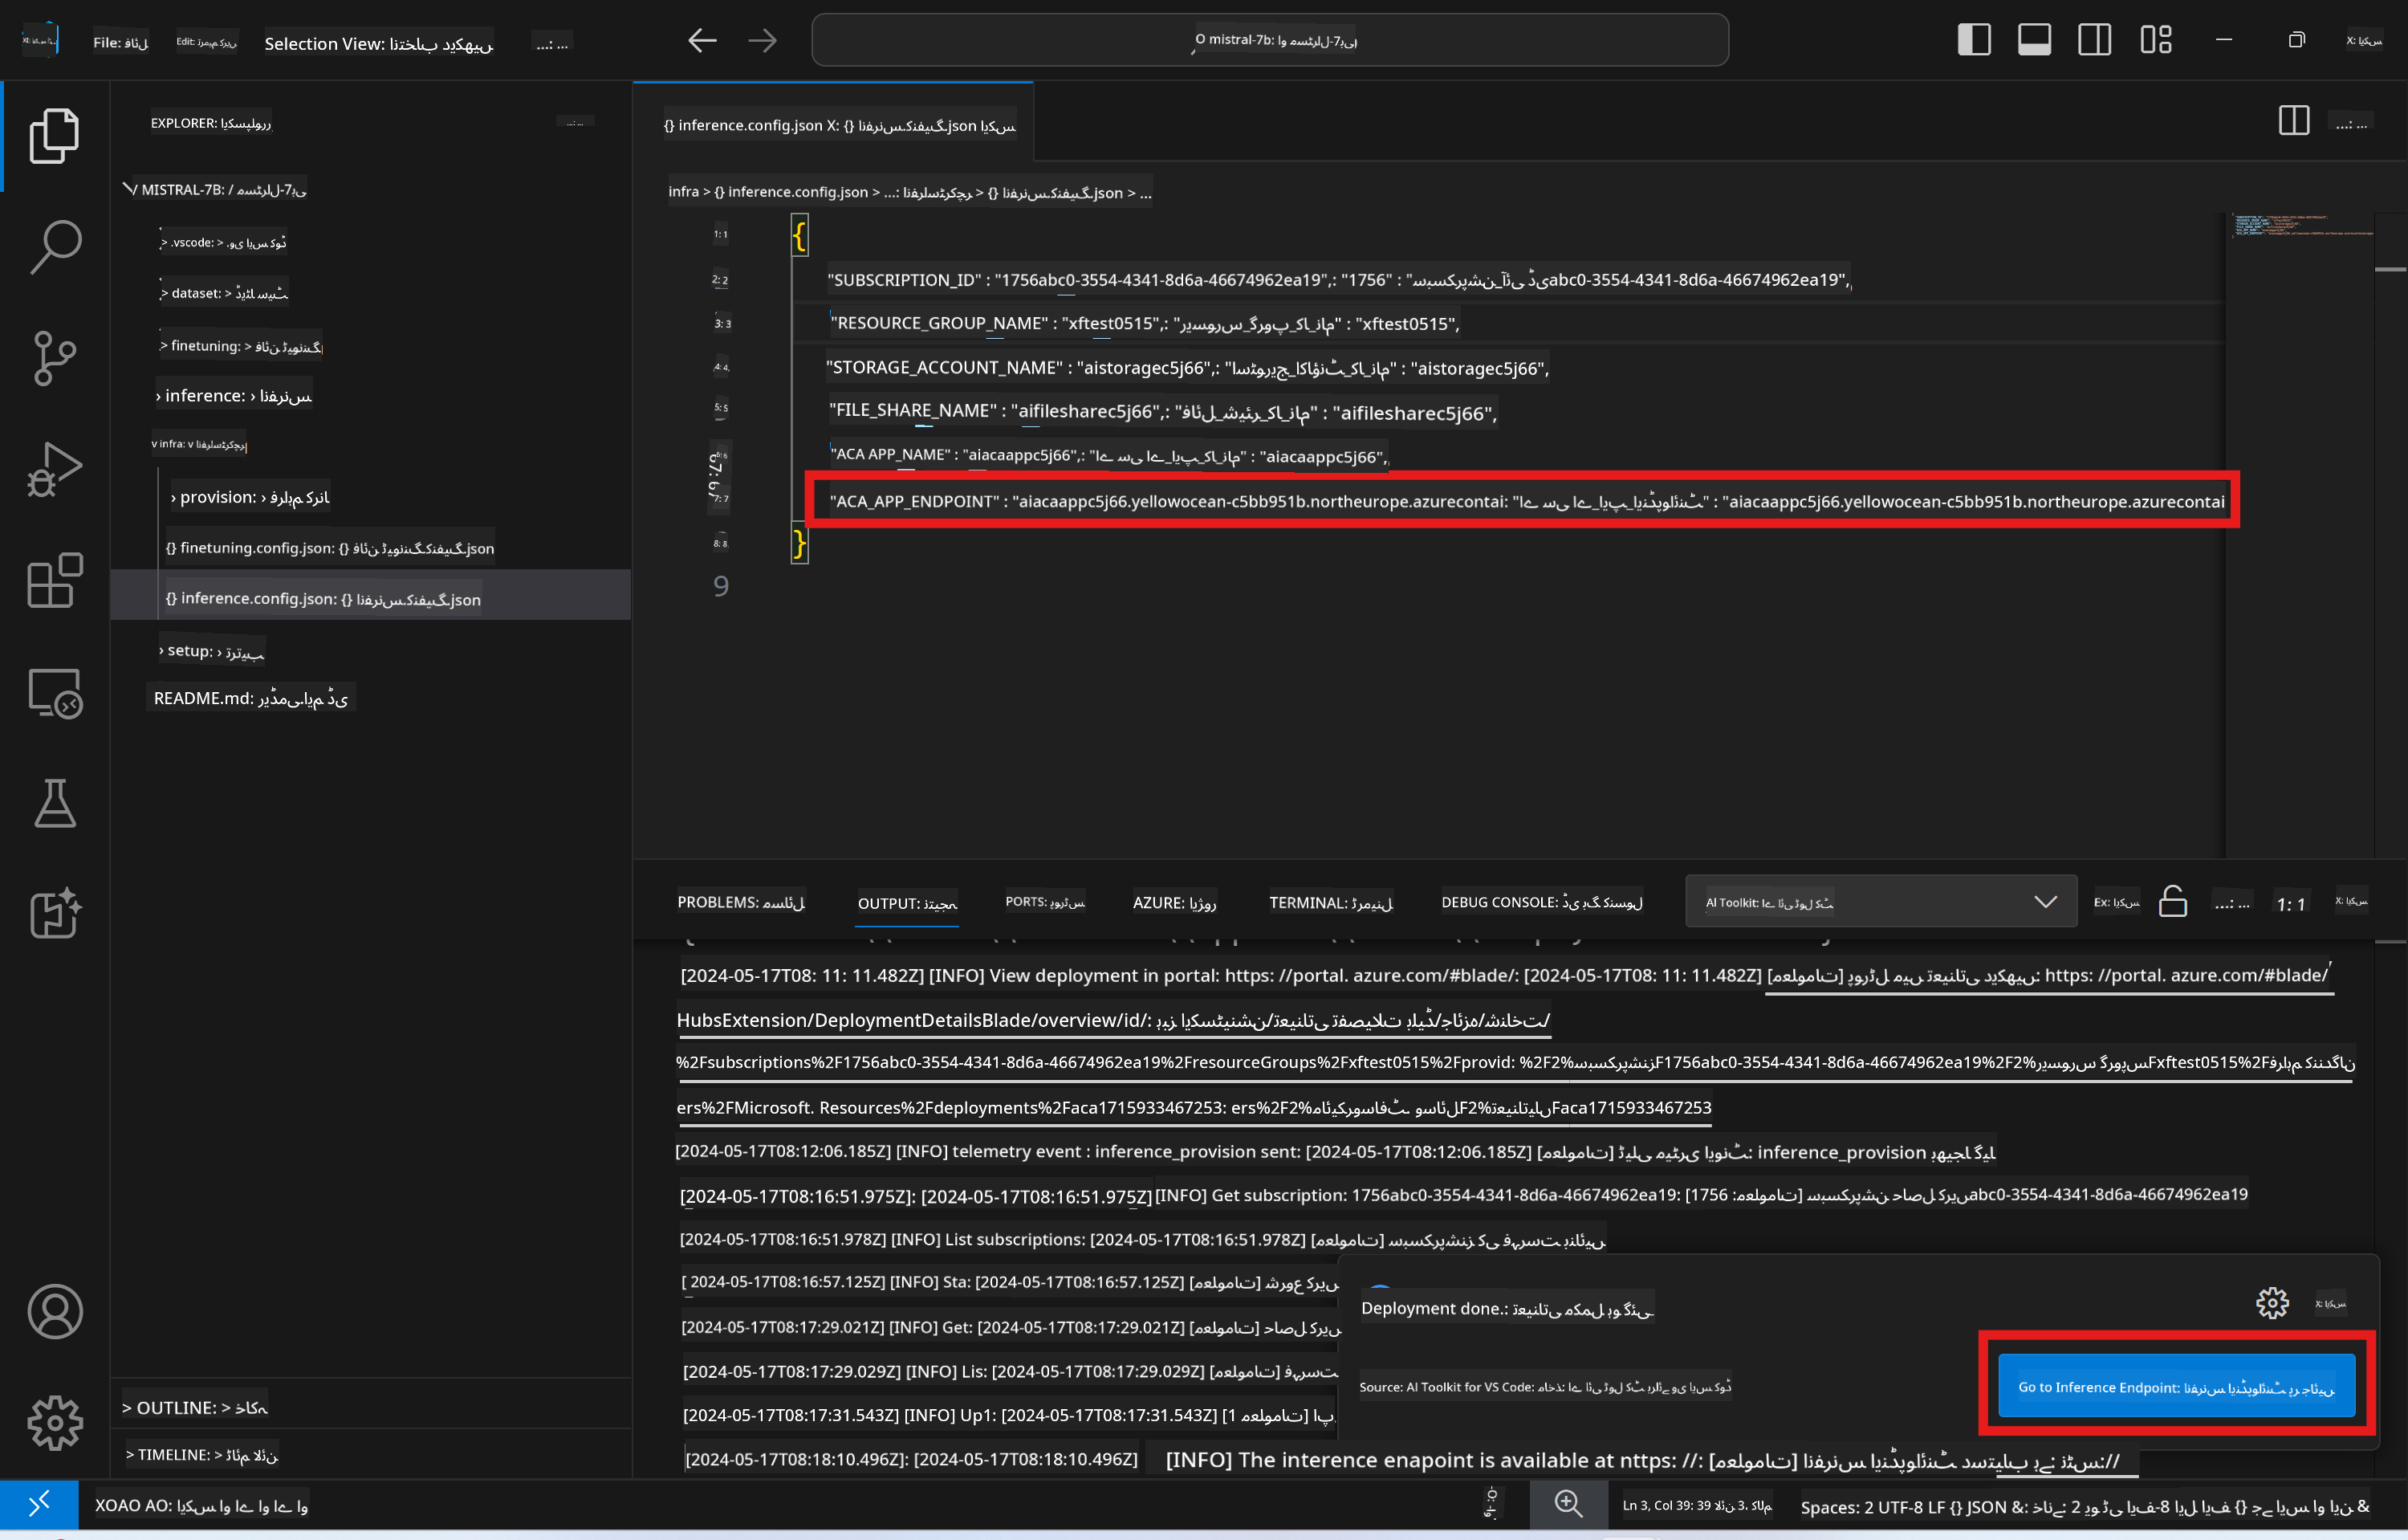 File: فائل
Edit: ترمیم کریں
Selection View: انتخاب دیکھیں
...: ...
O mistral-7b: او مسٹرل-7بی
X: ایکس
EXPLORER: ایکسپلورر
/ MISTRAL-7B: / مسٹرل-7بی
> .vscode: > .وی ایس کوڈ
> dataset: > ڈیٹا سیٹ
> finetuning: > فائن ٹیوننگ
› inference: › انفرنس
v infra: v انفراسٹرکچر
› provision: › فراہم کرنا
{} finetuning.config.json: {} فائن ٹیوننگ.کنفیگ.json
{} inference.config.json: {} انفرنس.کنفیگ.json
› setup: › ترتیب
README.md: ریڈمی.ایم ڈی
> OUTLINE: > خاکہ
> TIMELINE: > ٹائم لائن
{} inference.config.json X: {} انفرنس.کنفیگ.json ایکس
...: ...
infra > {} inference.config.json > ...: انفراسٹرکچر > {} انفرنس.کنفیگ.json > ...
1: 1
{
2: 2
"SUBSCRIPTION_ID" : "1756abc0-3554-4341-8d6a-46674962ea19",: "سبسکرپشن_آئی ڈی" : "1756abc0-3554-4341-8d6a-46674962ea19",
3: 3
"RESOURCE_GROUP_NAME" : "xftest0515",: "ریسورس_گروپ_کا_نام" : "xftest0515",
4: 4
"STORAGE_ACCOUNT_NAME" : "aistoragec5j66",: "اسٹوریج_اکاؤنٹ_کا_نام" : "aistoragec5j66",
5: 5
"FILE_SHARE_NAME" : "aifilesharec5j66",: "فائل_شیئر_کا_نام" : "aifilesharec5j66",
6: 6
"ACA APP_NAME" : "aiacaappc5j66",: "اے سی اے_ایپ_کا_نام" : "aiacaappc5j66",
7: 7
"ACA_APP_ENDPOINT" : "aiacaappc5j66.yellowocean-c5bb951b.northeurope.azurecontai: "اے سی اے_ایپ_اینڈپوائنٹ" : "aiacaappc5j66.yellowocean-c5bb951b.northeurope.azurecontai
8: 8
}
9
PROBLEMS: مسائل
OUTPUT: نتیجہ
PORTS: پورٹس
AZURE: ایژور
TERMINAL: ٹرمینل
DEBUG CONSOLE: ڈی بگ کنسول
AI Toolkit: اے آئی ٹول کٹ
Ex: ایکس
...: ...
1: 1
X: ایکس
[2024-05-17T08: 11: 11.482Z] [INFO] View deployment in portal: https: //portal. azure.com/#blade/: [2024-05-17T08: 11: 11.482Z] [معلومات] پورٹل میں تعیناتی دیکھیں: https: //portal. azure.com/#blade/
HubsExtension/DeploymentDetailsBlade/overview/id/: ہبز ایکسٹینشن/تعیناتی تفصیلات بلیڈ/جائزہ/شناخت/
%2Fsubscriptions%2F1756abc0-3554-4341-8d6a-46674962ea19%2FresourceGroups%2Fxftest0515%2Fprovid: %2F2%سبسکرپشنزF1756abc0-3554-4341-8d6a-46674962ea19%2F2%ریسورس گروپسFxftest0515%2Fفراہم کنندگان
ers%2FMicrosoft. Resources%2Fdeployments%2Faca1715933467253: ers%2F2%مائیکروسافٹ. وسائلF2%تعیناتیاںFaca1715933467253
[2024-05-17T08:12:06.185Z] [INFO] telemetry event : inference_provision sent: [2024-05-17T08:12:06.185Z] [معلومات] ٹیلی میٹری ایونٹ: inference_provision بھیجا گیا
[2024-05-17T08:16:51.975Z]: [2024-05-17T08:16:51.975Z] [INFO] Get subscription: 1756abc0-3554-4341-8d6a-46674962ea19: [معلومات] سبسکرپشن حاصل کریں: 1756abc0-3554-4341-8d6a-46674962ea19
[2024-05-17T08:16:51.978Z] [INFO] List subscriptions: [2024-05-17T08:16:51.978Z] [معلومات] سبسکرپشنز کی فہرست بنائیں
[ 2024-05-17T08:16:57.125Z] [INFO] Sta: [2024-05-17T08:16:57.125Z] [معلومات] شروع کریں
[2024-05-17T08:17:29.021Z] [INFO] Get: [2024-05-17T08:17:29.021Z] [معلومات] حاصل کریں
[2024-05-17T08:17:29.029Z] [INFO] Lis: [2024-05-17T08:17:29.029Z] [معلومات] فہرست
[2024-05-17T08:17:31.543Z] [INFO] Up1: [2024-05-17T08:17:31.543Z] [معلومات] اپ 1
[2024-05-17T08:18:10.496Z]: [2024-05-17T08:18:10.496Z] [INFO] The interence enapoint is available at nttps: //: [معلومات] انفرنس اینڈپوائنٹ دستیاب ہے: نٹپس://
Deployment done.: تعیناتی مکمل ہو گئی.
X: ایکس
Source: AI Toolkit for VS Code: ماخذ: اے آئی ٹول کٹ برائے وی ایس کوڈ
Go to Inference Endpoint: انفرنس اینڈپوائنٹ پر جائیں
XOAO AO: ایکس او اے او اے او
Ln 3, Col 39: لائن 3، کالم 39
Spaces: 2 UTF-8 LF {} JSON &: خانے: 2 یو ٹی ایف-8 ایل ایف {} جے ایس او این &